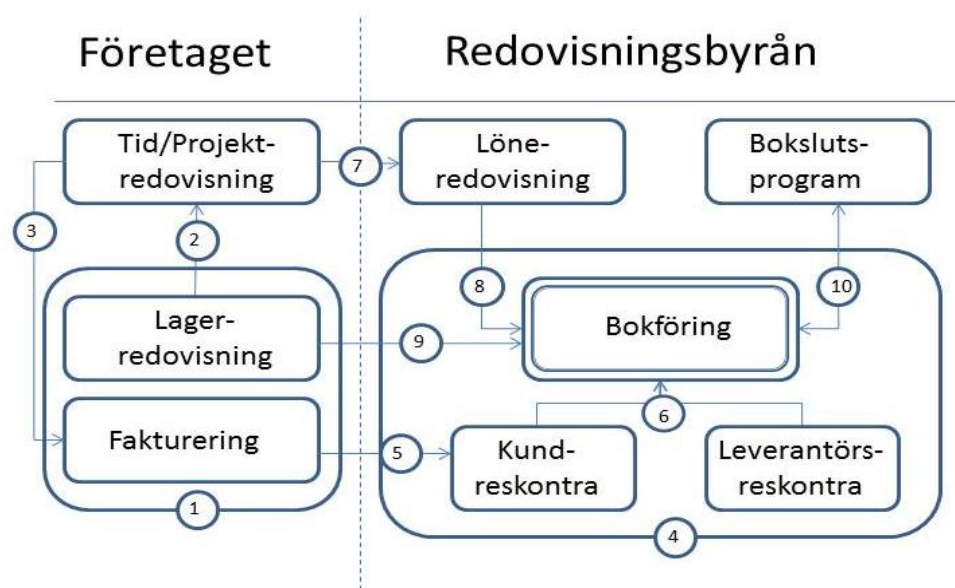 Företaget
Redovisningsbyrån
Tid/Projekt-
redovisning
7
Löne-
redovisning
Boksluts-
program
3
2
8
10
Lager-
redovisning
9
Bokföring
Fakturering
5
6
Kund-
reskontra
Leverantörs-
reskontra
1
4